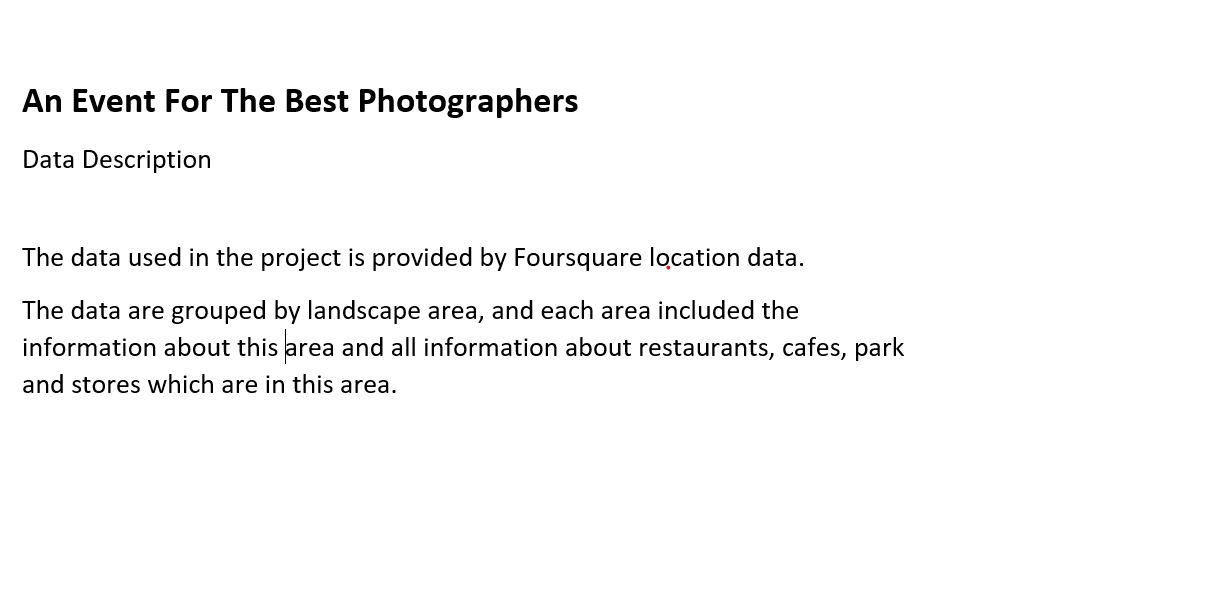 An Event For The Best Photographers
Data Description
The data used in the project is provided by Foursquare location data.
The data are grouped by landscape area, and each area included the
information about this area and all information about restaurants, cafes, park
and stores which are in this area.